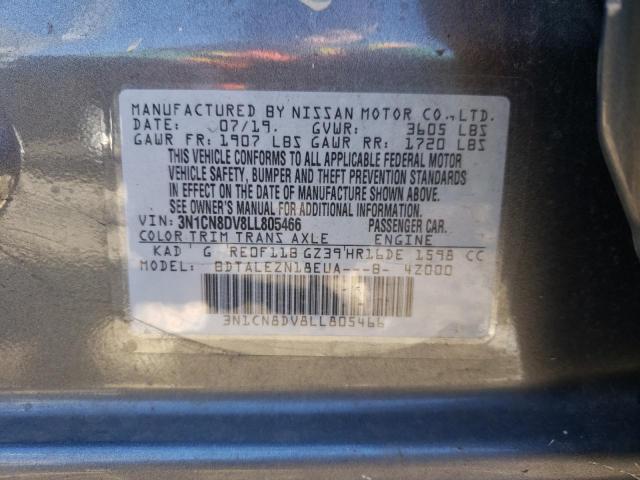 MANUFACTURED BY NISSAN MOTOR CO.,LTD.
DATE: 07/19. GVWR: 3605 LBS
GAWR FR: 1907 LBS GAWR RR: 1720 LBS
THIS VEHICLE CONFORMS TO ALL APPLICABLE FEDERAL MOTOR
VEHICLE SAFETY, BUMPER AND THEFT PREVENTION STANDARDS
IN EFFECT ON THE DATE OF MANUFACTURE SHOWN ABOVE.
SEE OWNER'S MANUAL FOR ADDITIONAL INFORMATION.
VIN: 3N1CN8DV8LL805466 PASSENGER CAR.
COLOR TRIM TRANS AXLE ENGINE
KAD G RE0F11B GZ39 HR16DE 1598 CC
BDTALEZN18EUA---B- 4Z000
3N1CN8DV8LL805466